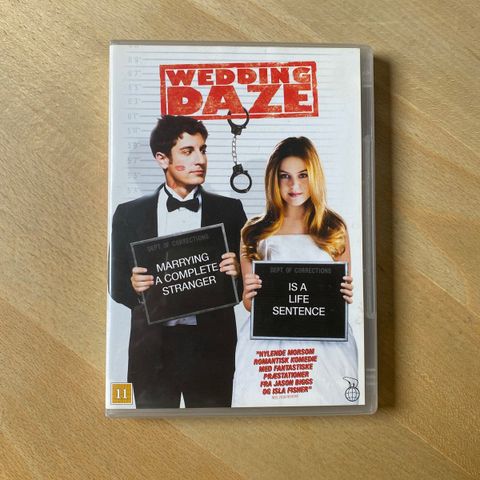 WEDDING
DAZE
DEPT OF CORRECTIONS
MARRYING
A COMPLETE
STRANGER
DEPT OF CORRECTIONS
IS A
LIFE
SENTENCE
"HYLENDE MORSOM
ROMANTISK KOMEDIE
MED FANTASTISKE
PRÆSTATIONER
FRA JASON BIGGS
OG ISLA FISHER"
11